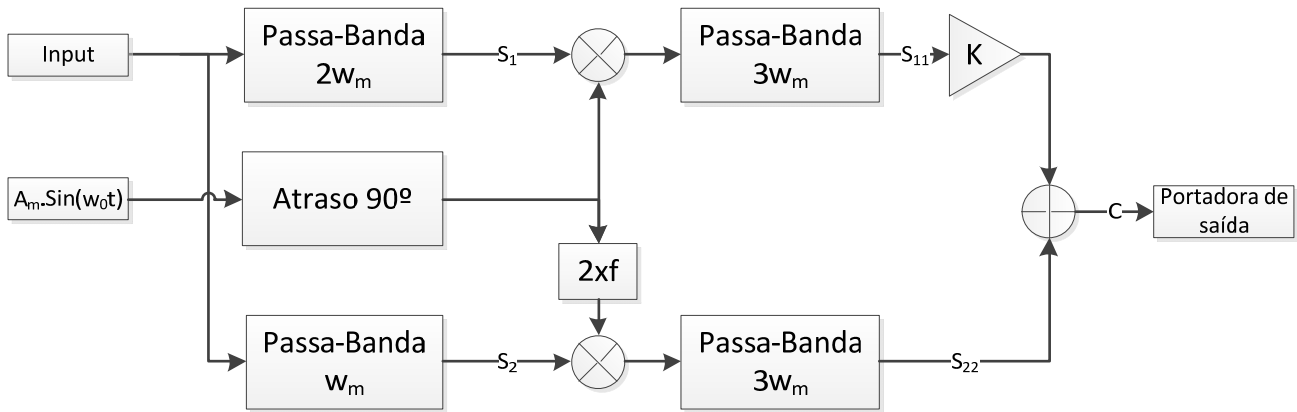 Input
Passa-Banda
2wₘ
S₁
Passa-Banda
3wₘ
S₁₁
K
Aₘ.Sin(w₀t)
Atraso 90º
2xf
C
Portadora de
saída
Passa-Banda
wₘ
S₂
Passa-Banda
3wₘ
S₂₂